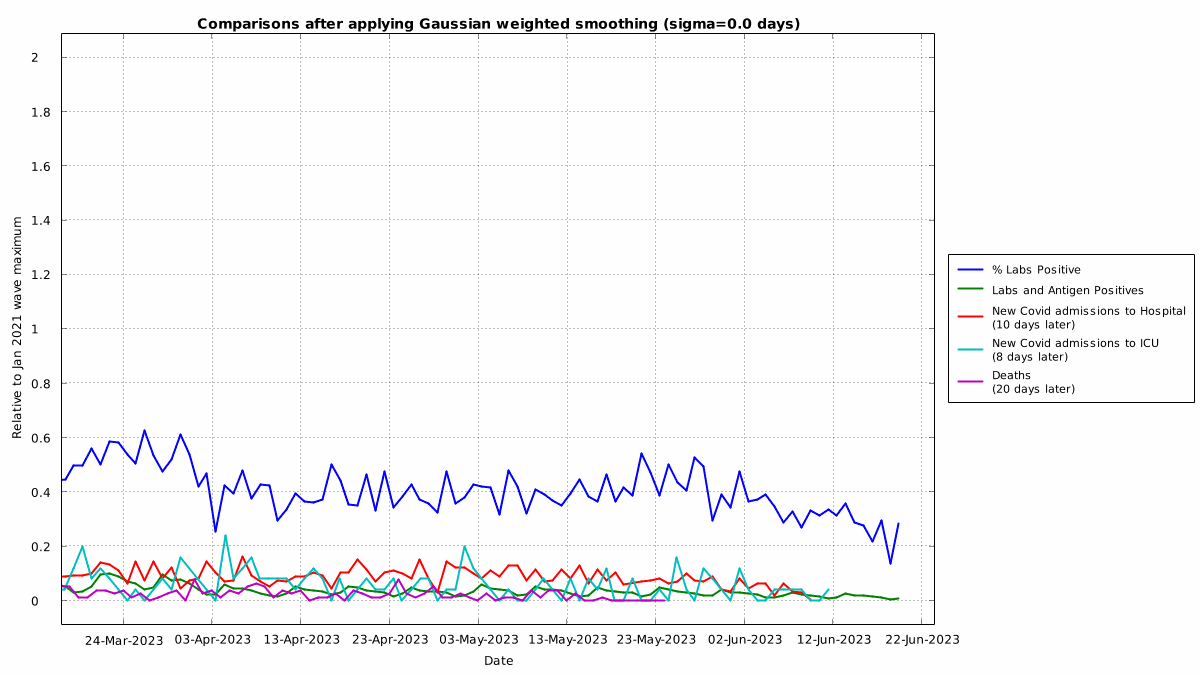 Comparisons after applying Gaussian weighted smoothing (sigma=0.0 days)
2
1.8
1.6
1.4
1.2
1
0.8
0.6
0.4
0.2
0
Relative to Jan 2021 wave maximum
24-Mar-2023 03-Apr-2023 13-Apr-2023 23-Apr-2023 03-May-2023 13-May-2023 23-May-2023 02-Jun-2023 12-Jun-2023 22-Jun-2023
Date
% Labs Positive
Labs and Antigen Positives
New Covid admissions to Hospital
(10 days later)
New Covid admissions to ICU
(8 days later)
Deaths
(20 days later)